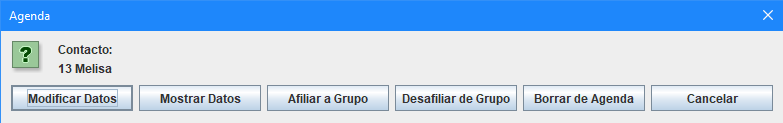 Agenda
?
Contacto:
13 Melisa
Modificar Datos Mostrar Datos Afiliar a Grupo Desafiliar de Grupo Borrar de Agenda Cancelar